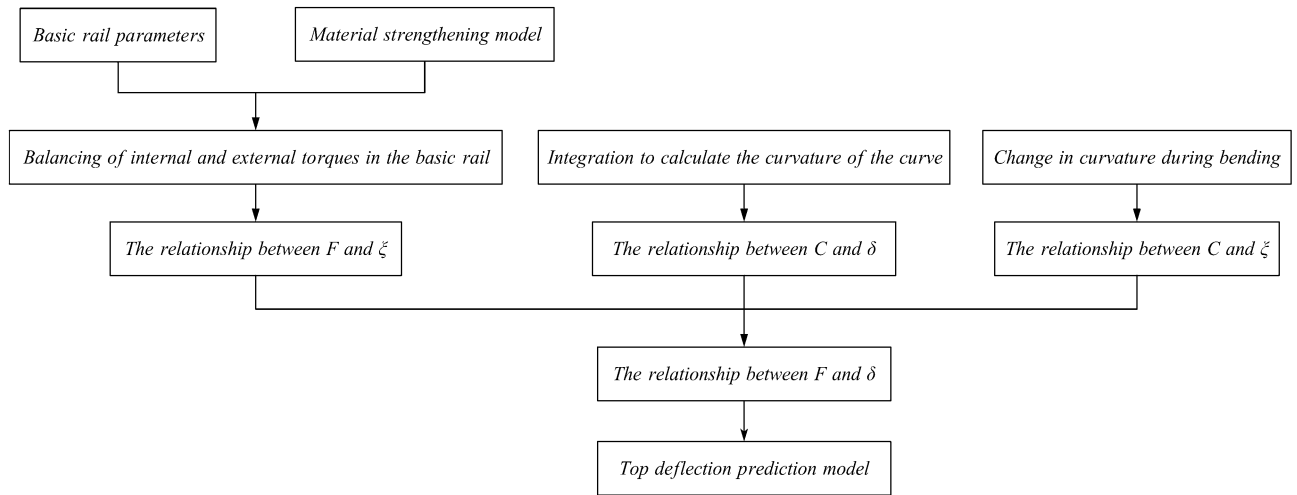 Basic rail parameters
Material strengthening model
Balancing of internal and external torques in the basic rail
Integration to calculate the curvature of the curve
Change in curvature during bending
The relationship between F and ξ
The relationship between C and δ
The relationship between C and ξ
The relationship between F and δ
Top deflection prediction model